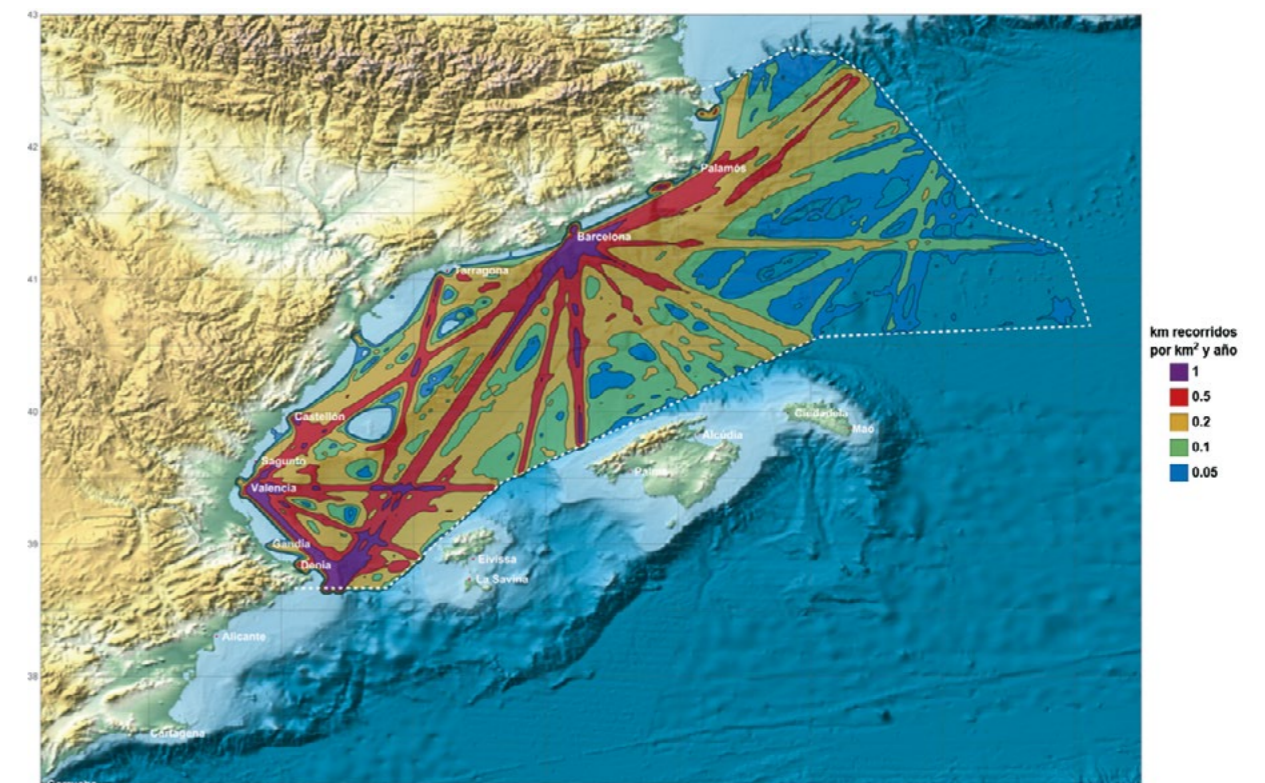 43
42
Palamós
Barcelona
41
Tarragona
km recorridos
por km² y año
1
0.5
0.2
0.1
0.05
40
Castellón
Ciudadela
Maó
Alcúdia
Sagunto
Palma
Valencia
39
Gandia
Eivissa
Denia
La Savina
Alicante
38
Cartagena